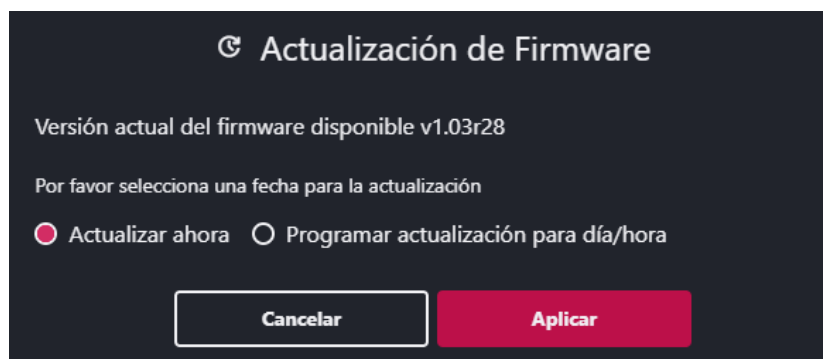 Actualización de Firmware
Versión actual del firmware disponible v1.03r28
Por favor selecciona una fecha para la actualización
Actualizar ahora Programar actualización para día/hora
Cancelar Aplicar